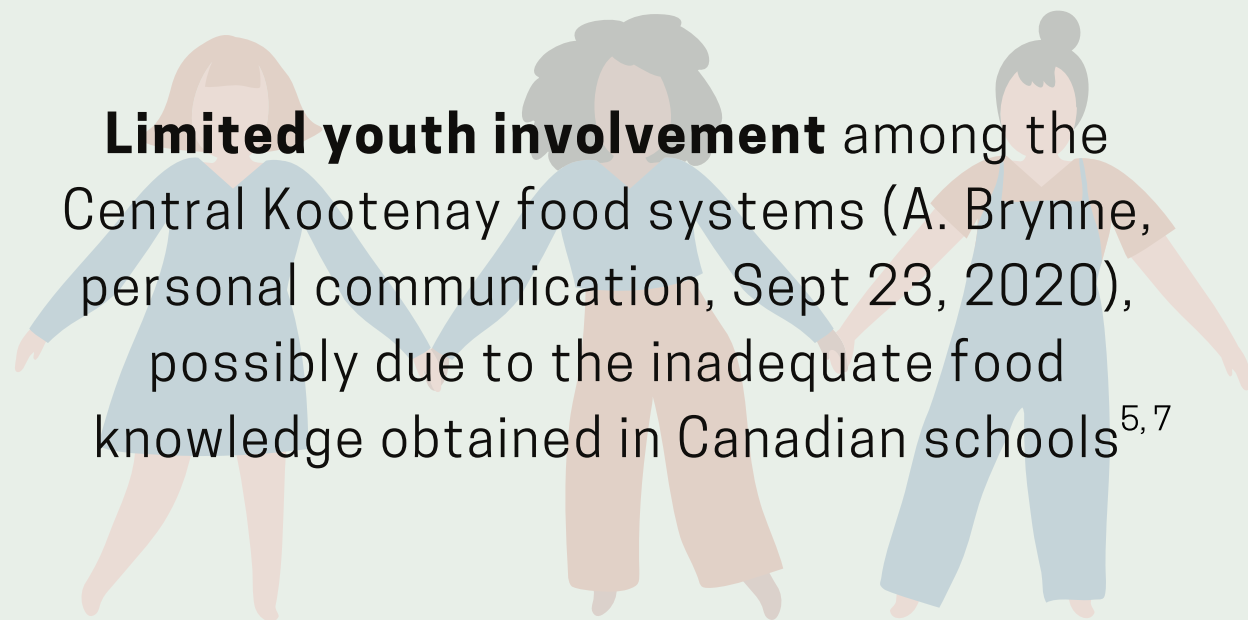 Limited youth involvement among the
Central Kootenay food systems (A. Brynne,
personal communication, Sept 23, 2020),
possibly due to the inadequate food
knowledge obtained in Canadian schools5, 7